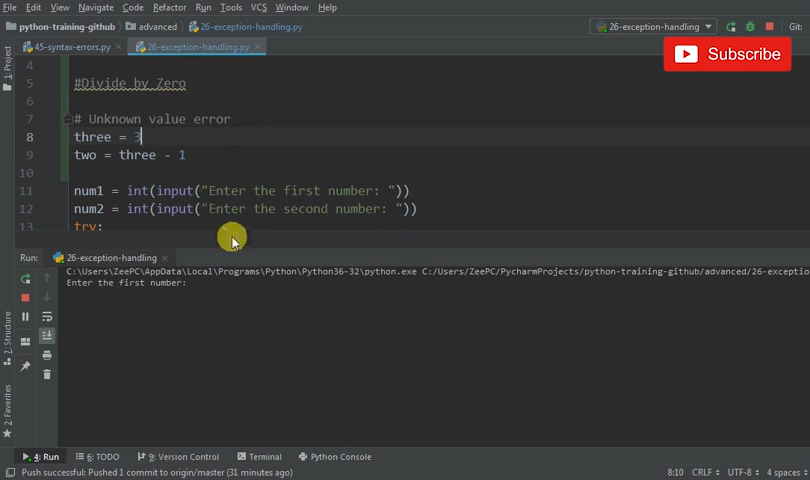 File Edit View Navigate Code Refactor Run Tools VCS Window Help
python-training-github advanced 26-exception-handling.py 26-exception-handling Git:
Subscribe
1: Project
45-syntax-errors.py 26-exception-handling.py
4
5 #Divide by Zero
6
7 # Unknown value error
8 three = 3
9 two = three - 1
10
11 num1 = int(input("Enter the first number: "))
12 num2 = int(input("Enter the second number: "))
13 try:
Run: 26-exception-handling
C:\Users\ZeePC\AppData\Local\Programs\Python\Python36-32\python.exe C:/Users/ZeePC/PycharmProjects/python-training-github/advanced/26-exceptio
Enter the first number:
7: Structure
2: Favorites
4: Run 6: TODO 9: Version Control Terminal Python Console
Push successful: Pushed 1 commit to origin/master (31 minutes ago) 8:10 CRLF UTF-8 4 spaces